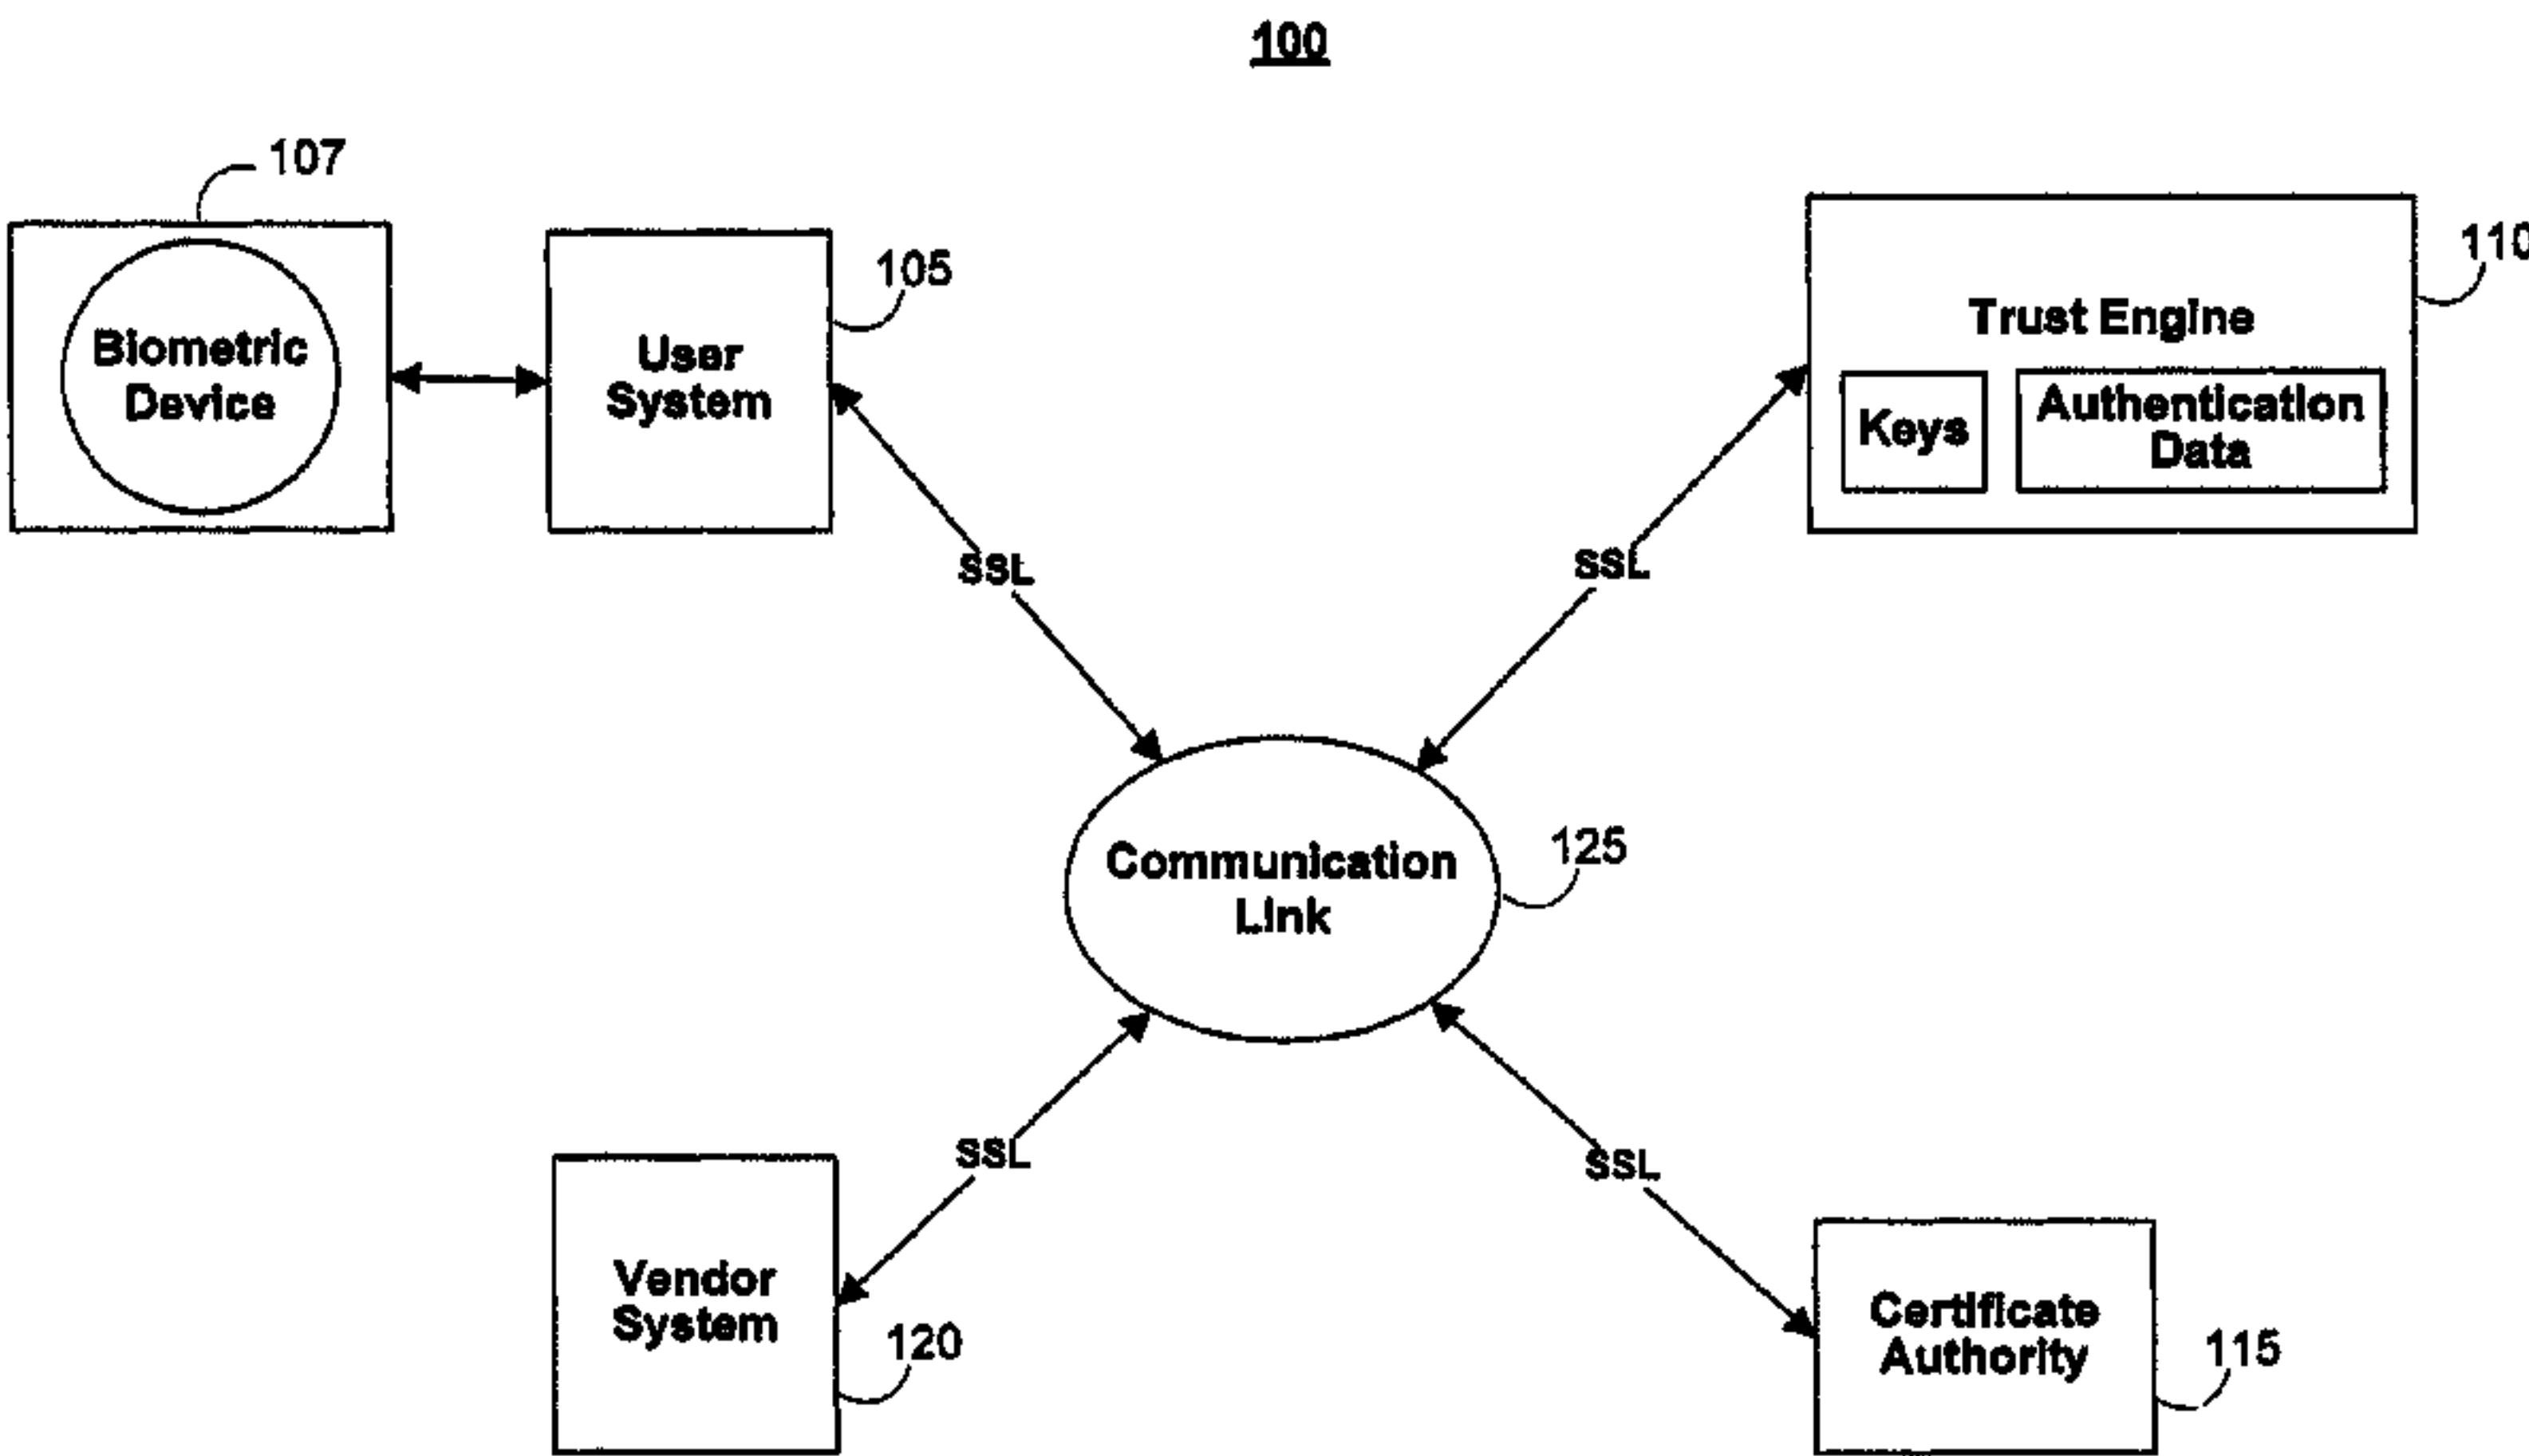 100
107
Biometric
Device
User
System
105
Trust Engine
Keys
Authentication
Data
110
SSL
SSL
Communication
Link
125
SSL
SSL
Vendor
System
120
Certificate
Authority
115